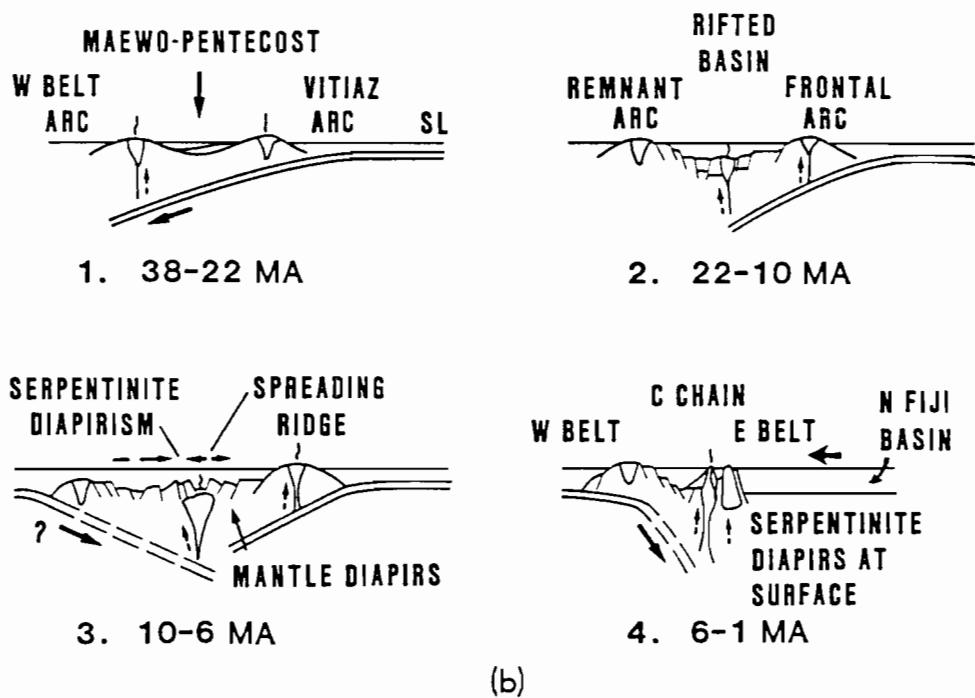 MAEWO-PENTECOST
W BELT
ARC
VITIAZ
ARC
SL
1. 38-22 MA
RIFTED
BASIN
REMNANT
ARC
FRONTAL
ARC
2. 22-10 MA
SERPENTINITE
DIAPIRISM
SPREADING
RIDGE
?
MANTLE DIAPIRS
3. 10-6 MA
C CHAIN
W BELT
E BELT
N FIJI
BASIN
SERPENTINITE
DIAPIRS AT
SURFACE
4. 6-1 MA
(b)